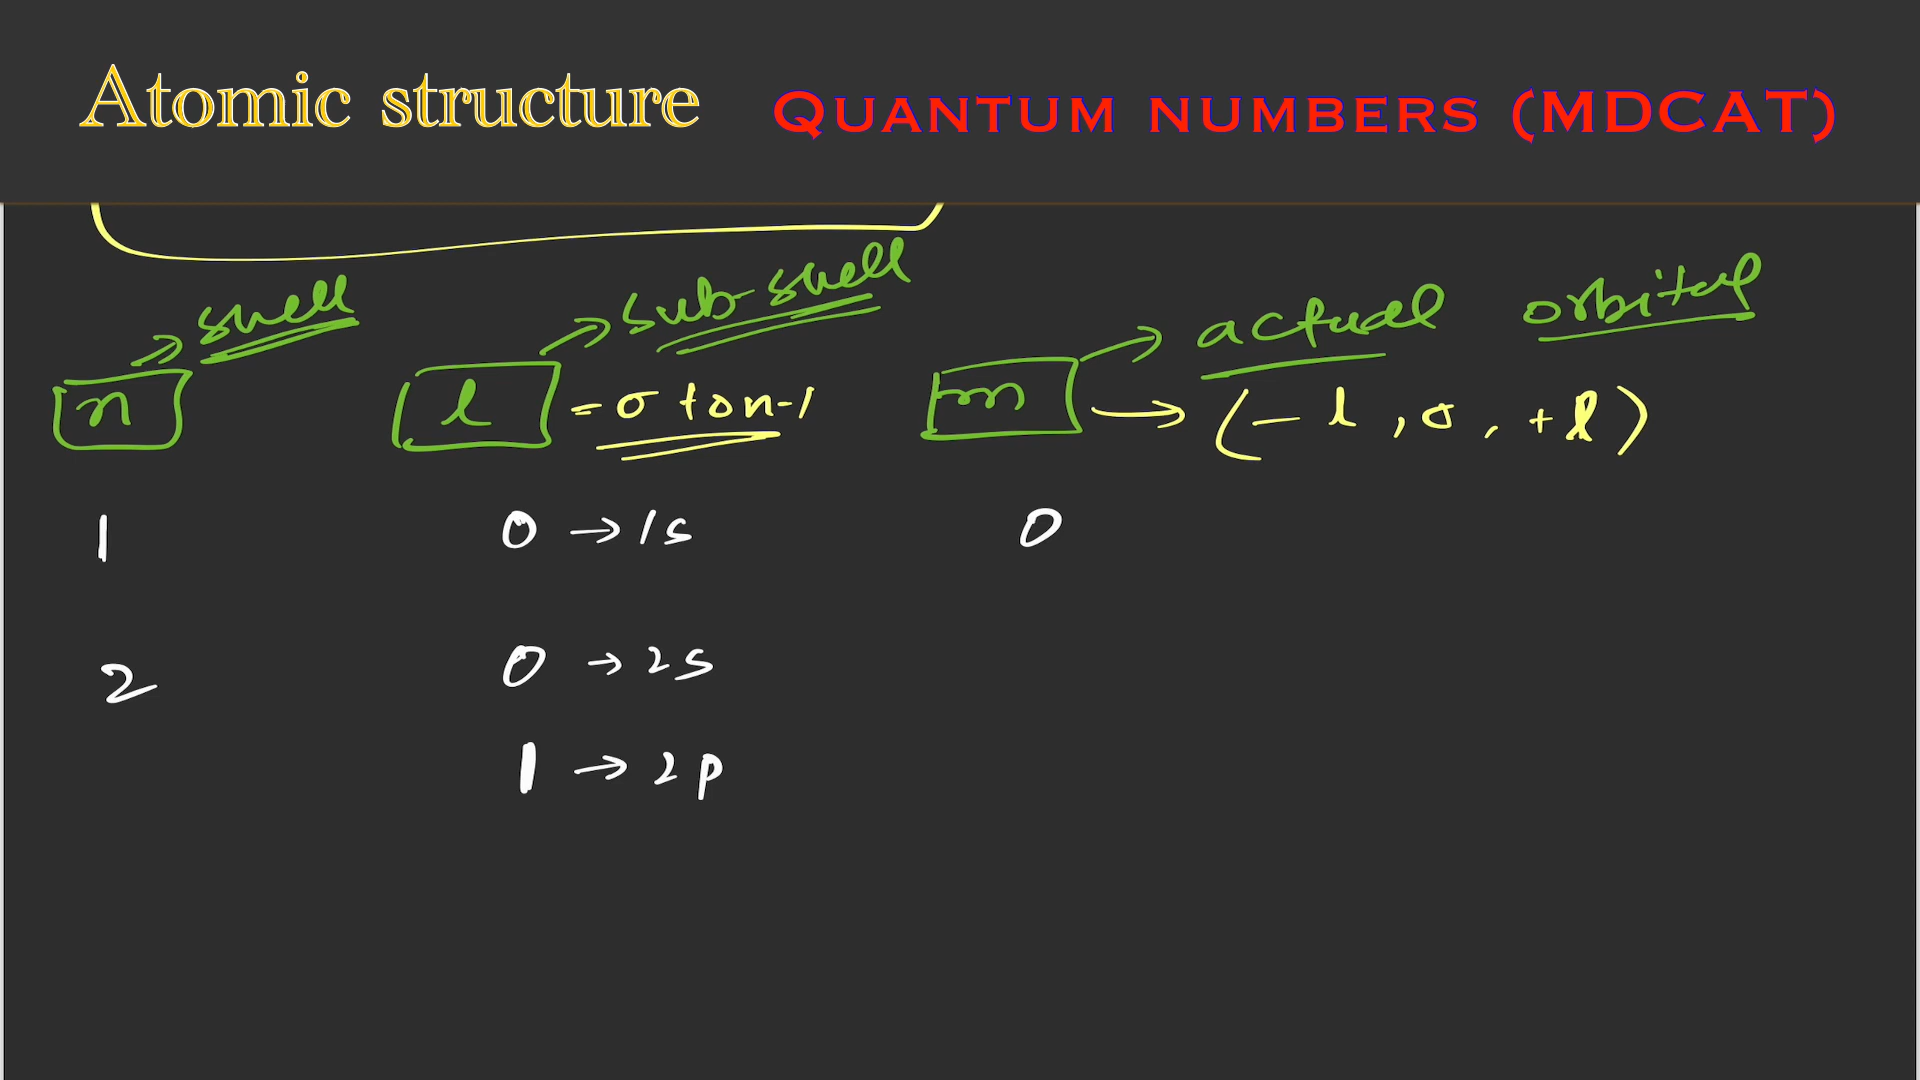 Atomic structure QUANTUM NUMBERS (MDCAT)
shell sub-shell actual orbital
n l = 0 to n-1 m → (-l, 0, +l)
1 0 → 1s 0
2 0 → 2s
1 → 2p